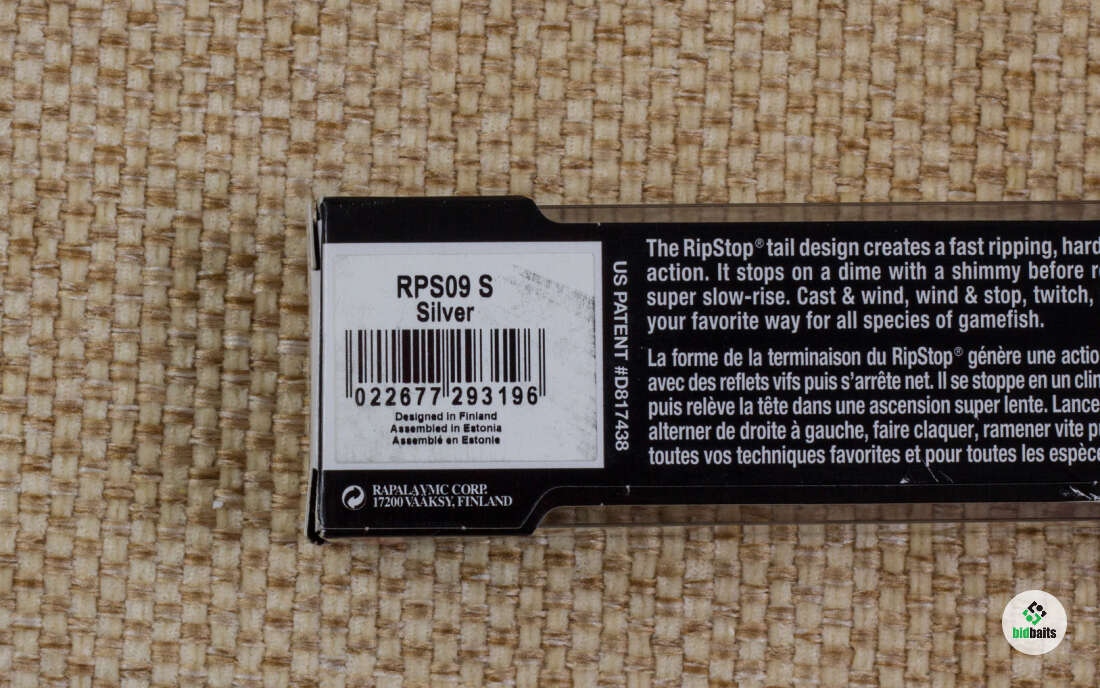 RPS09 S
Silver
022677 293196
Designed in Finland
Assembled in Estonia
Assemblé en Estonie
RAPALA VMC CORP.
17200 VÄÄKSY, FINLAND
US PATENT #D817438
The RipStop® tail design creates a fast ripping, hard
action. It stops on a dime with a shimmy before
super slow-rise. Cast & wind, wind & stop, twitch,
your favorite way for all species of gamefish.
La forme de la terminaison du RipStop® génère une
avec des reflets vifs puis s'arrête net. Il se stoppe en un
puis relève la tête dans une ascension super lente.
alterner de droite à gauche, faire claquer, ramener vite
toutes vos techniques favorites et pour toutes les
bidbaits